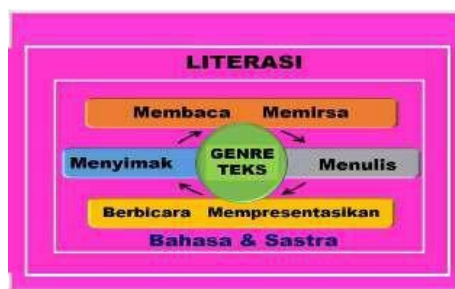 LITERASI
Membaca Memirsa
Menyimak
GENRE
TEKS
Menulis
Berbicara Mempresentasikan
Bahasa & Sastra